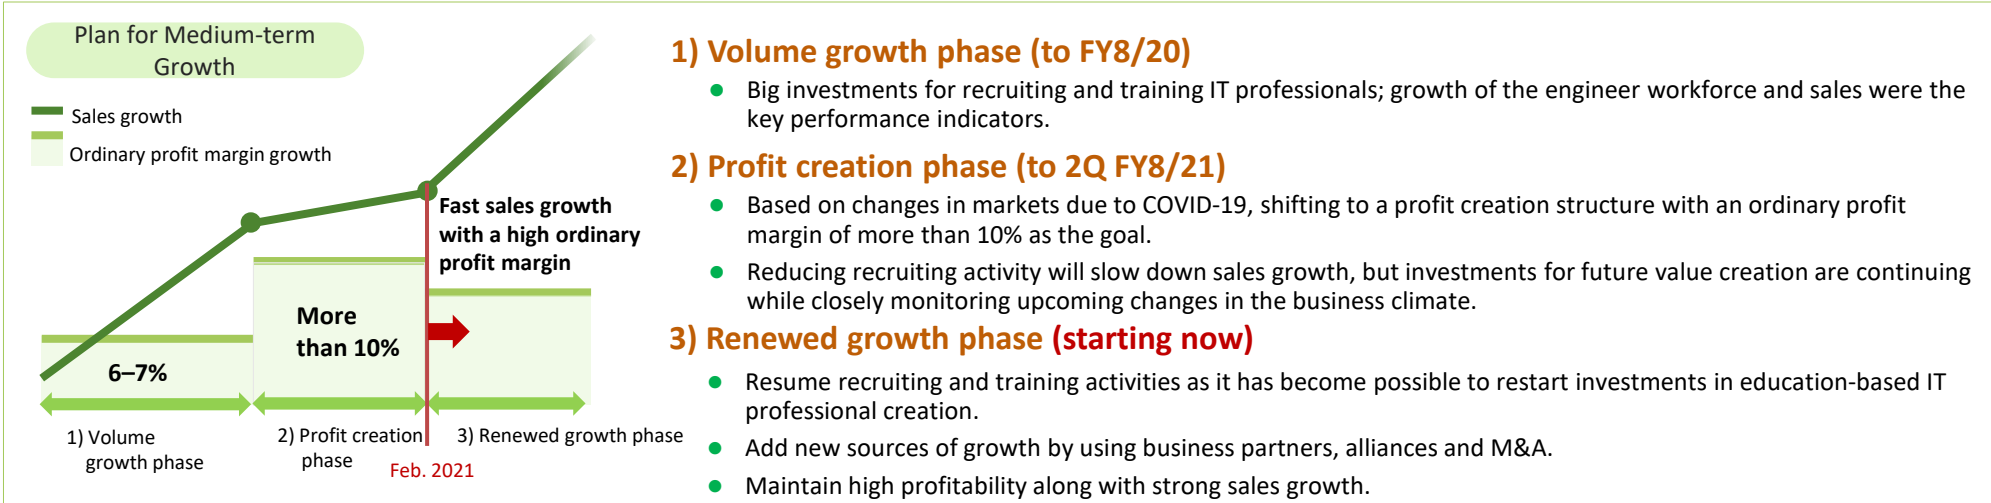 Plan for Medium-term
Growth
Sales growth
Ordinary profit margin growth
Fast sales growth
with a high ordinary
profit margin
More
than 10%
6–7%
1) Volume
growth phase
2) Profit creation
phase
3) Renewed growth phase
Feb. 2021
1) Volume growth phase (to FY8/20)
● Big investments for recruiting and training IT professionals; growth of the engineer workforce and sales were the
key performance indicators.
2) Profit creation phase (to 2Q FY8/21)
● Based on changes in markets due to COVID-19, shifting to a profit creation structure with an ordinary profit
margin of more than 10% as the goal.
● Reducing recruiting activity will slow down sales growth, but investments for future value creation are continuing
while closely monitoring upcoming changes in the business climate.
3) Renewed growth phase (starting now)
● Resume recruiting and training activities as it has become possible to restart investments in education-based IT
professional creation.
● Add new sources of growth by using business partners, alliances and M&A.
● Maintain high profitability along with strong sales growth.